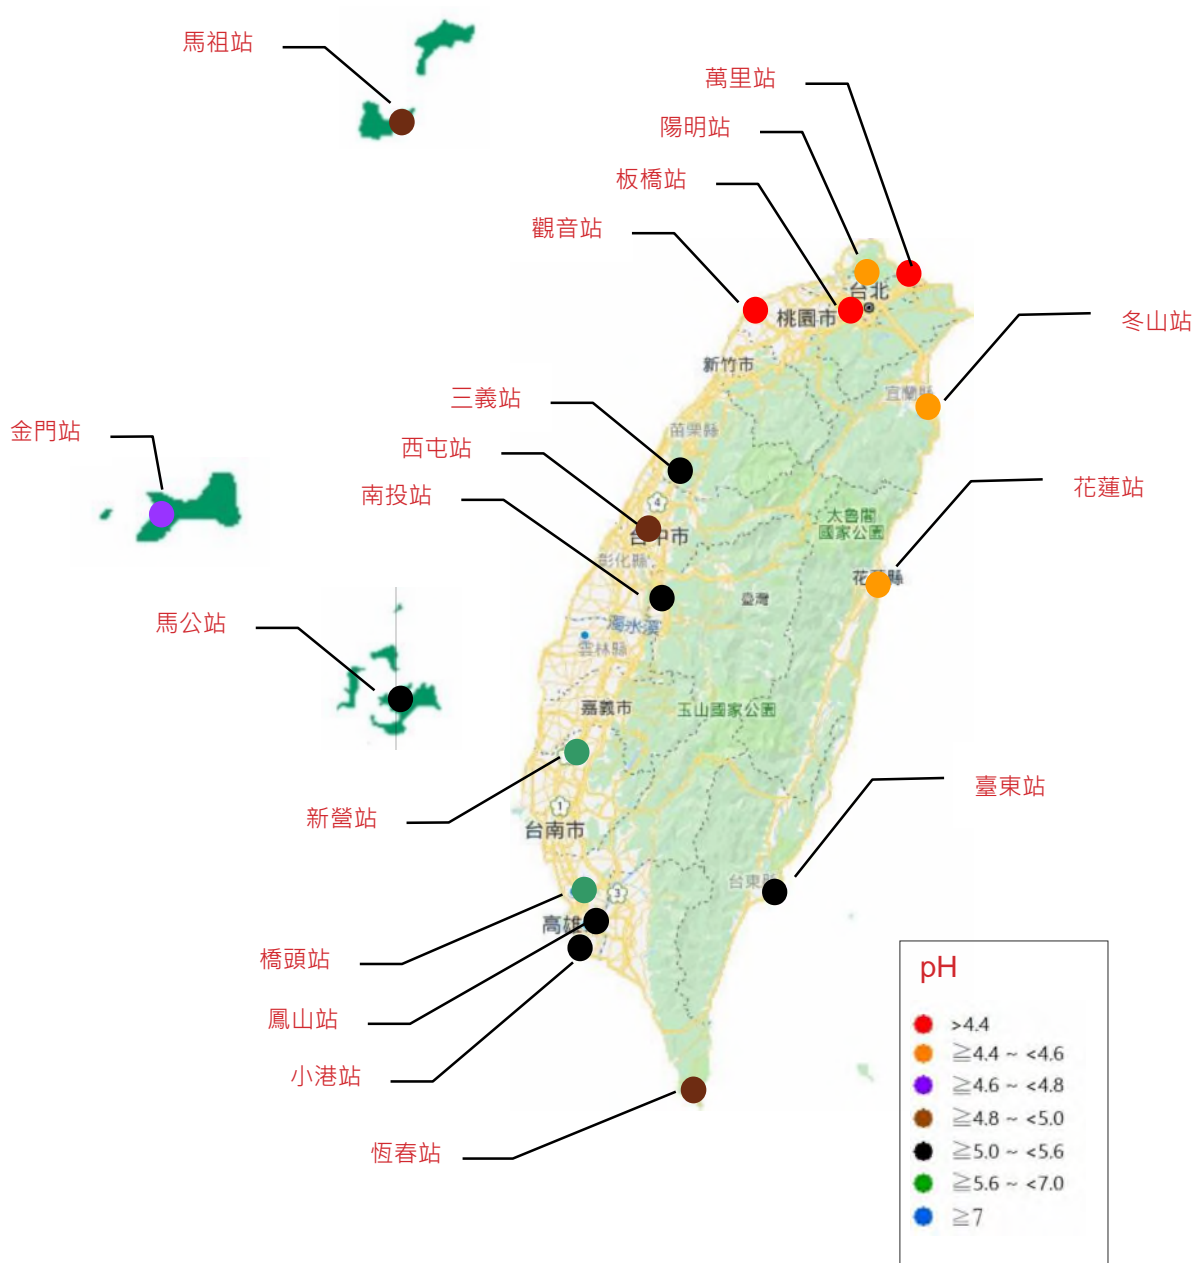 馬祖站
萬里站
陽明站
板橋站
觀音站
台北
桃園市
冬山站
新竹市
宜蘭縣
三義站
苗栗縣
金門站
西屯站
花蓮站
南投站
4
太魯閣
國家公園
台中市
彰化縣
花蓮縣
臺灣
馬公站
濁水溪
雲林縣
嘉義市
玉山國家公園
臺東站
1
新營站
台南市
台東縣
3
高雄
橋頭站
鳳山站
小港站
恆春站
pH
>4.4
≧4.4 ~ <4.6
≧4.6 ~ <4.8
≧4.8 ~ <5.0
≧5.0 ~ <5.6
≧5.6 ~ <7.0
≧7